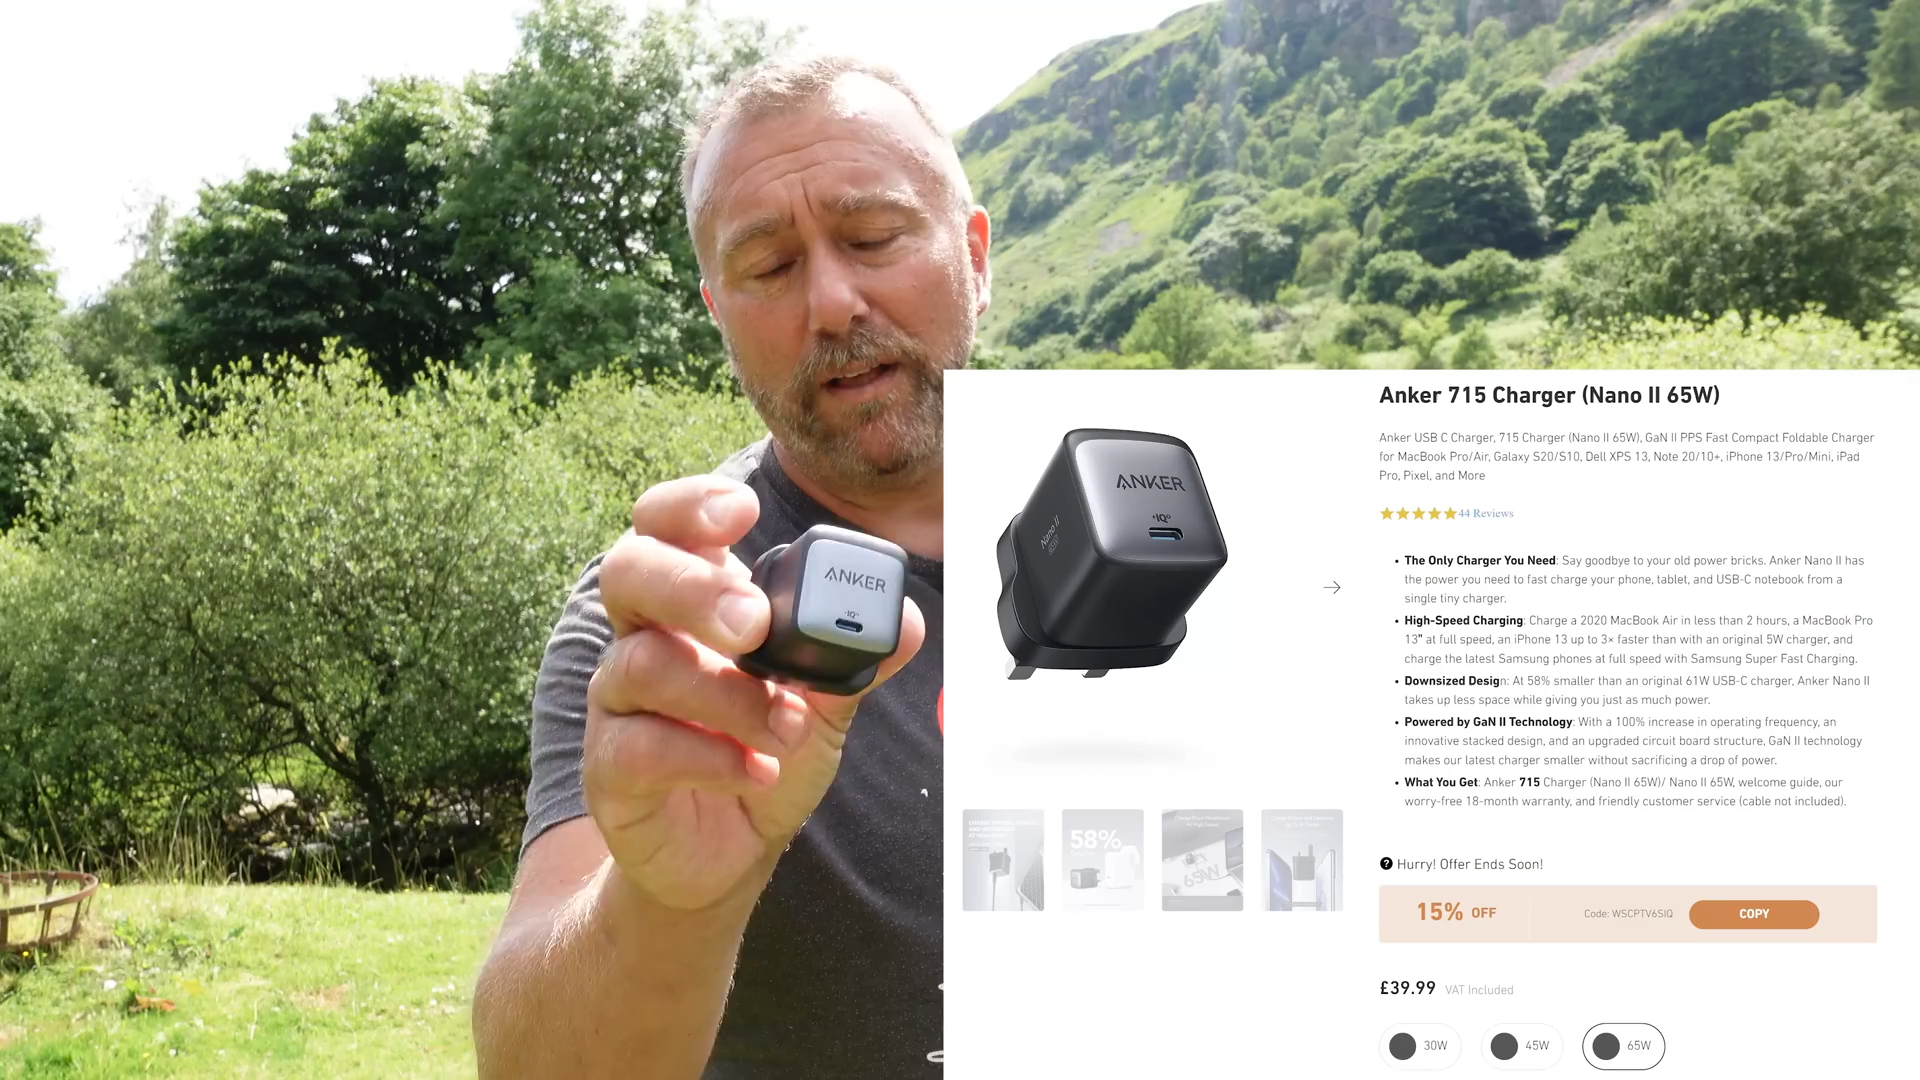 ANKER
IQ
Anker 715 Charger (Nano II 65W)
Anker USB C Charger, 715 Charger (Nano II 65W), GaN II PPS Fast Compact Foldable Charger
for MacBook Pro/Air, Galaxy S20/S10, Dell XPS 13, Note 20/10+, iPhone 13/Pro/Mini, iPad
Pro, Pixel, and More
44 Reviews
ANKER
IQ
Nano II
• The Only Charger You Need: Say goodbye to your old power bricks. Anker Nano II has
the power you need to fast charge your phone, tablet, and USB-C notebook from a
single tiny charger.
• High-Speed Charging: Charge a 2020 MacBook Air in less than 2 hours, a MacBook Pro
13" at full speed, an iPhone 13 up to 3× faster than with an original 5W charger, and
charge the latest Samsung phones at full speed with Samsung Super Fast Charging.
• Downsized Design: At 58% smaller than an original 61W USB-C charger, Anker Nano II
takes up less space while giving you just as much power.
• Powered by GaN II Technology: With a 100% increase in operating frequency, an
innovative stacked design, and an upgraded circuit board structure, GaN II technology
makes our latest charger smaller without sacrificing a drop of power.
• What You Get: Anker 715 Charger (Nano II 65W)/ Nano II 65W, welcome guide, our
worry-free 18-month warranty, and friendly customer service (cable not included).
58%
65W
Hurry! Offer Ends Soon!
15% OFF
Code: WSCPTV6SIQ
COPY
£39.99 VAT Included
30W
45W
65W